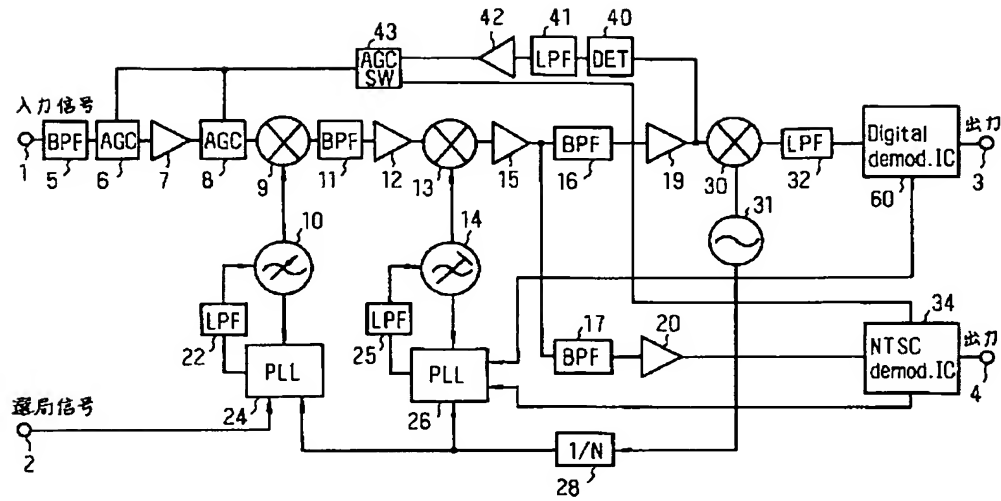 43
42
41
40
AGC
SW
LPF
DET
入力信号
1
BPF
5
AGC
6
7
AGC
8
9
BPF
11
12
13
15
BPF
16
19
30
LPF
32
Digital
demod.IC
60
出力
3
10
14
31
LPF
22
PLL
24
LPF
25
PLL
26
17
BPF
20
34
NTSC
demod.IC
出力
4
選局信号
2
1/N
28